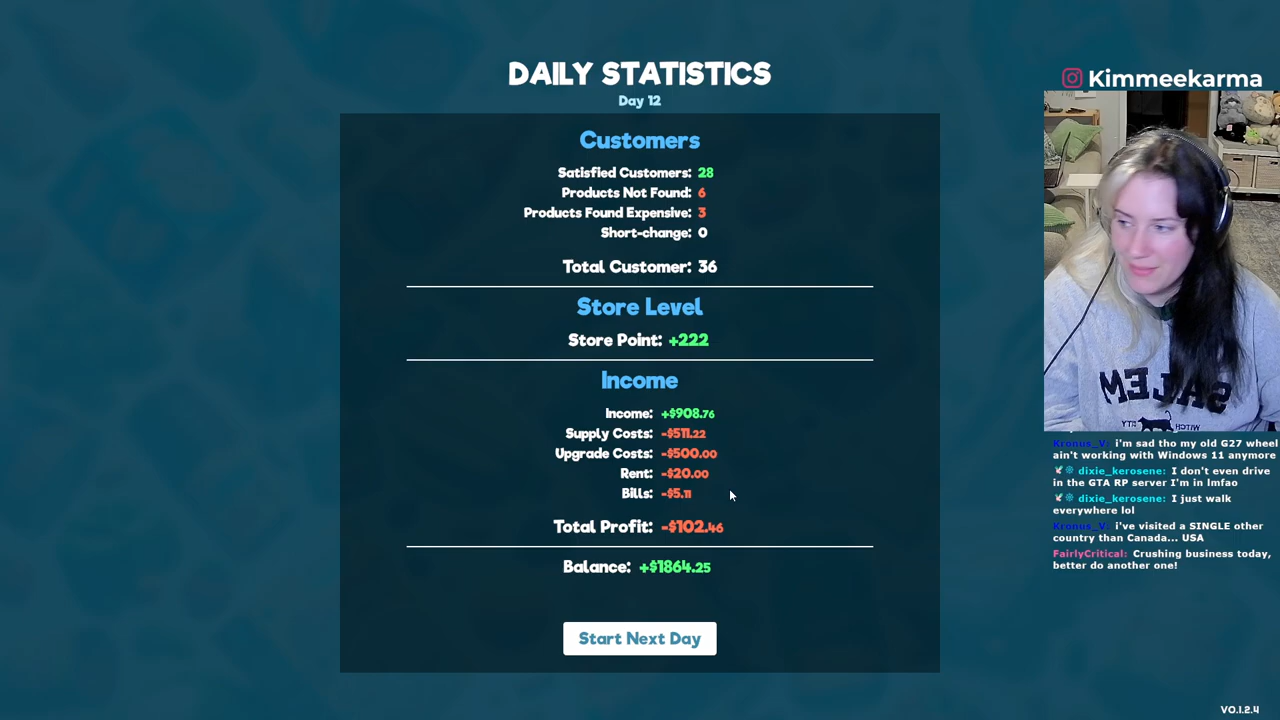 DAILY STATISTICS
Day 12
Customers
Satisfied Customers: 28
Products Not Found: 6
Products Found Expensive: 3
Short-change: 0
Total Customer: 36
Store Level
Store Point: +222
Income
Income: +$908.76
Supply Costs: -$511.22
Upgrade Costs: -$500.00
Rent: -$20.00
Bills: -$5.11
Total Profit: -$102.46
Balance: +$1864.25
Start Next Day
Kimmeekarma
SALEM
WITCH CITY
Kronus_V: i'm sad tho my old G27 wheel
ain't working with Windows 11 anymore
dixie_kerosene: I don't even drive
in the GTA RP server I'm in lmfao
dixie_kerosene: I just walk
everywhere lol
Kronus_V: i've visited a SINGLE other
country than Canada... USA
FairlyCritical: Crushing business today,
better do another one!
V0.1.2.4